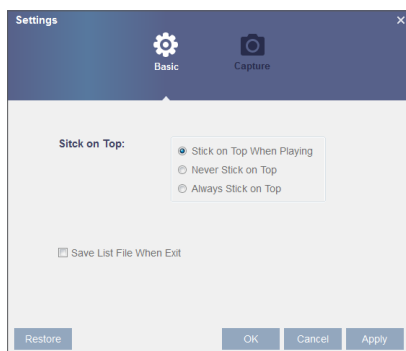 Settings
Basic
Capture
Sitck on Top:
Stick on Top When Playing
Never Stick on Top
Always Stick on Top
Save List File When Exit
Restore
OK
Cancel
Apply